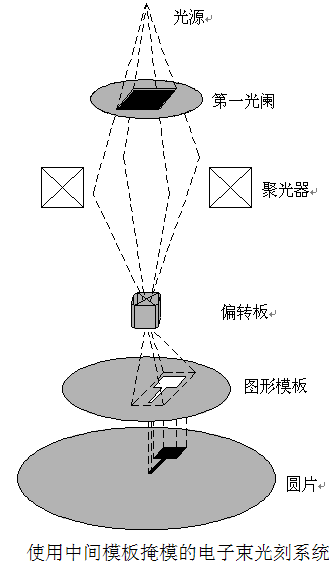 光源
第一光阑
聚光器
偏转板
图形模板
圆片
使用中间模板掩模的电子束光刻系统